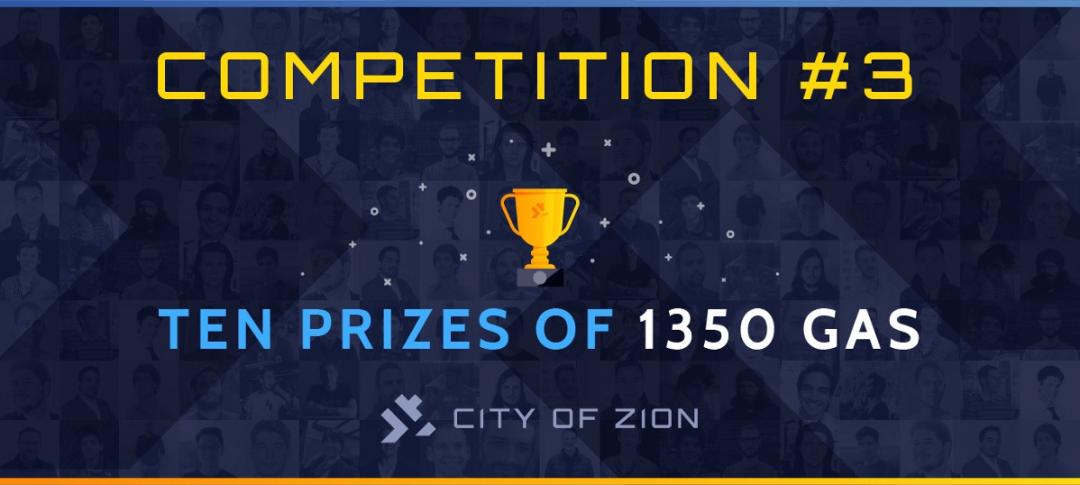 COMPETITION #3
TEN PRIZES OF 1350 GAS
CITY OF ZION